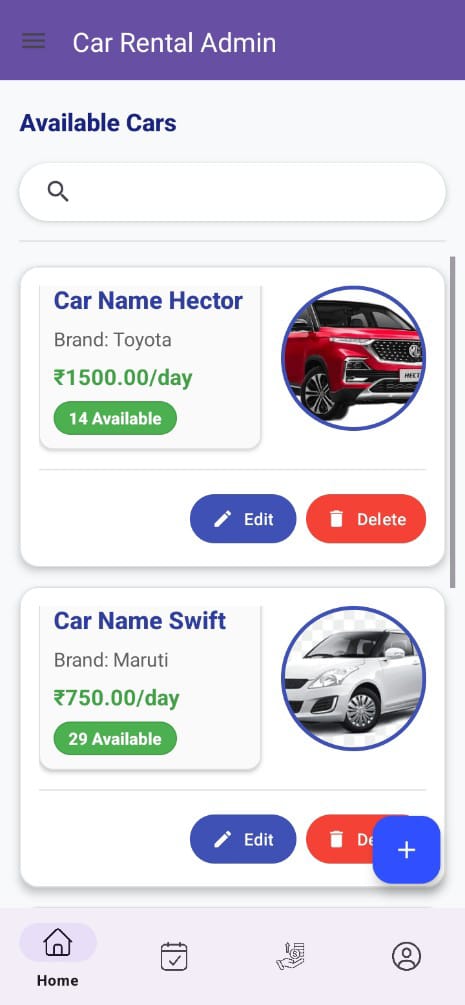 Car Rental Admin
Available Cars
Car Name Hector
Brand: Toyota
₹1500.00/day
14 Available
HECT
Edit
Delete
Car Name Swift
Brand: Maruti
₹750.00/day
29 Available
Edit
De
+
Home